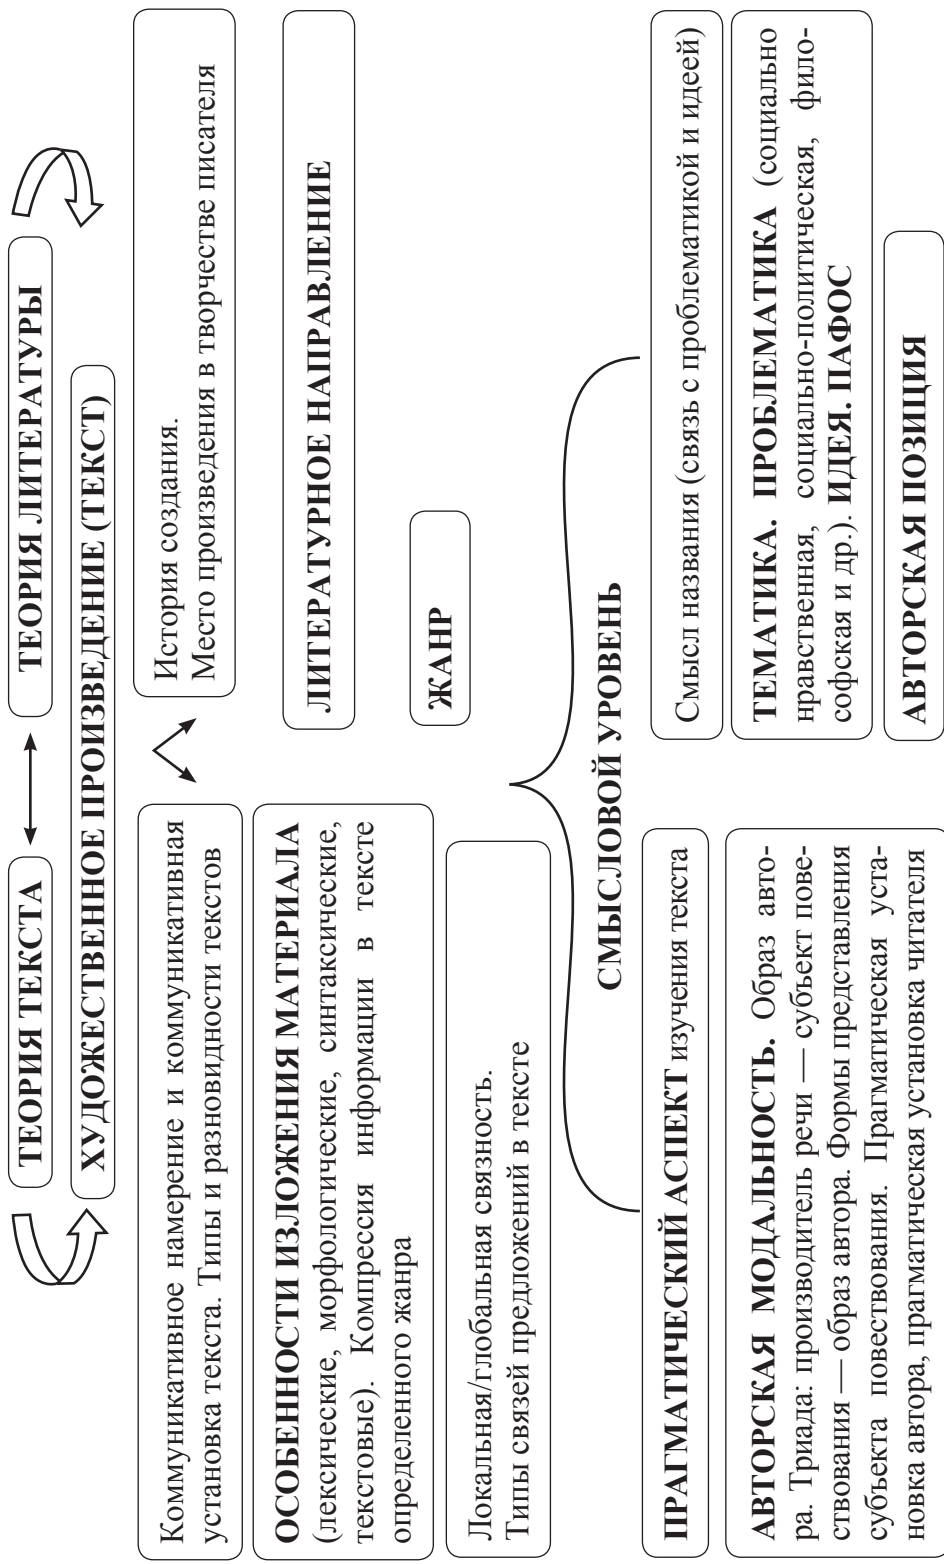 ТЕОРИЯ ТЕКСТА
ТЕОРИЯ ЛИТЕРАТУРЫ
ХУДОЖЕСТВЕННОЕ ПРОИЗВЕДЕНИЕ (ТЕКСТ)
Коммуникативное намерение и коммуникативная
установка текста. Типы и разновидности текстов
История создания.
Место произведения в творчестве писателя
ОСОБЕННОСТИ ИЗЛОЖЕНИЯ МАТЕРИАЛА
(лексические, морфологические, синтаксические,
текстовые). Компрессия информации в тексте
определенного жанра
ЛИТЕРАТУРНОЕ НАПРАВЛЕНИЕ
Локальная/глобальная связность.
Типы связей предложений в тексте
ЖАНР
СМЫСЛОВОЙ УРОВЕНЬ
ПРАГМАТИЧЕСКИЙ АСПЕКТ изучения текста
Смысл названия (связь с проблематикой и идеей)
АВТОРСКАЯ МОДАЛЬНОСТЬ. Образ авто-
ра. Триада: производитель речи — субъект пове-
ствования — образ автора. Формы представления
субъекта повествования. Прагматическая уста-
новка автора, прагматическая установка читателя
ТЕМАТИКА. ПРОБЛЕМАТИКА (социально
нравственная, социально-политическая, фило-
софская и др.). ИДЕЯ. ПАФОС
АВТОРСКАЯ ПОЗИЦИЯ